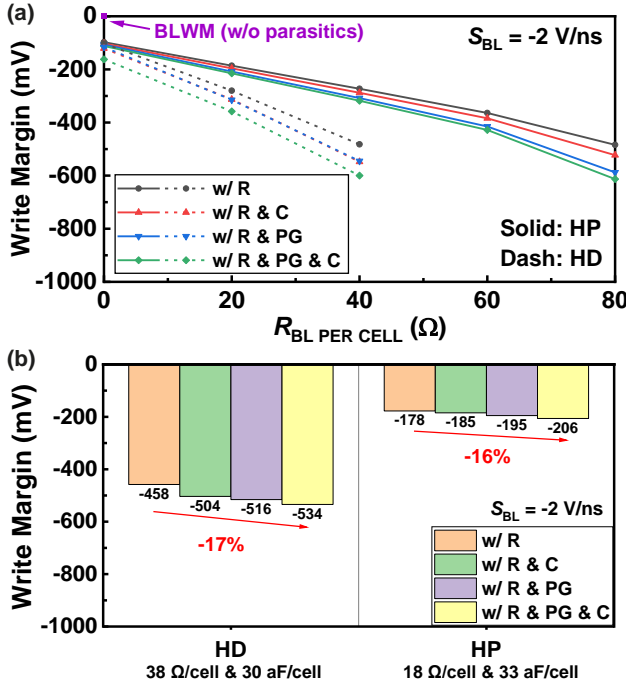 (a)
BLWM (w/o parasitics)
S_BL = -2 V/ns
Write Margin (mV)
0
-200
-400
-600
-800
-1000
w/ R
w/ R & C
w/ R & PG
w/ R & PG & C
Solid: HP
Dash: HD
0 20 40 60 80
R_BL PER CELL (Ω)
(b)
Write Margin (mV)
0
-200
-400
-600
-800
-1000
-458
-504
-516
-534
-17%
-178
-185
-195
-206
-16%
S_BL = -2 V/ns
w/ R
w/ R & C
w/ R & PG
w/ R & PG & C
HD
38 Ω/cell & 30 aF/cell
HP
18 Ω/cell & 33 aF/cell